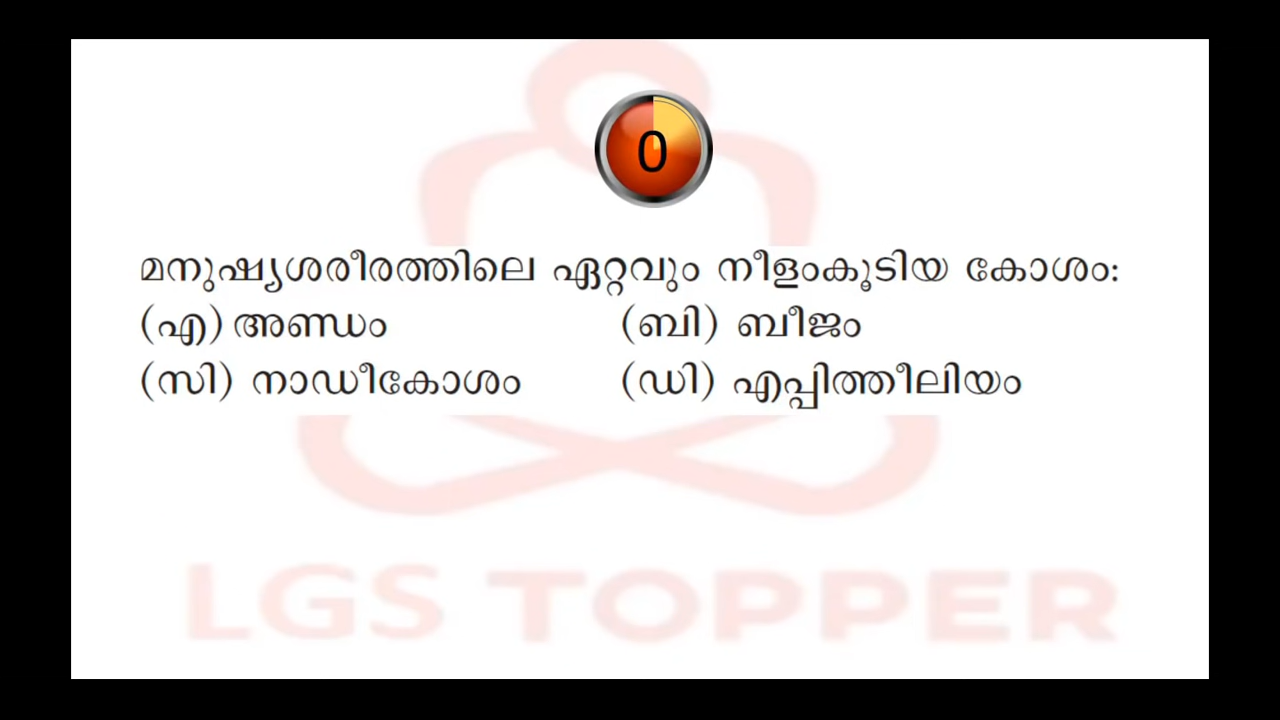 0
മനുഷ്യശരീരത്തിലെ ഏറ്റവും നീളംകൂടിയ കോശം:
(എ) അണ്ഡം (ബി) ബീജം
(സി) നാഡീകോശം (ഡി) എപ്പിത്തീലിയം
LGS TOPPER